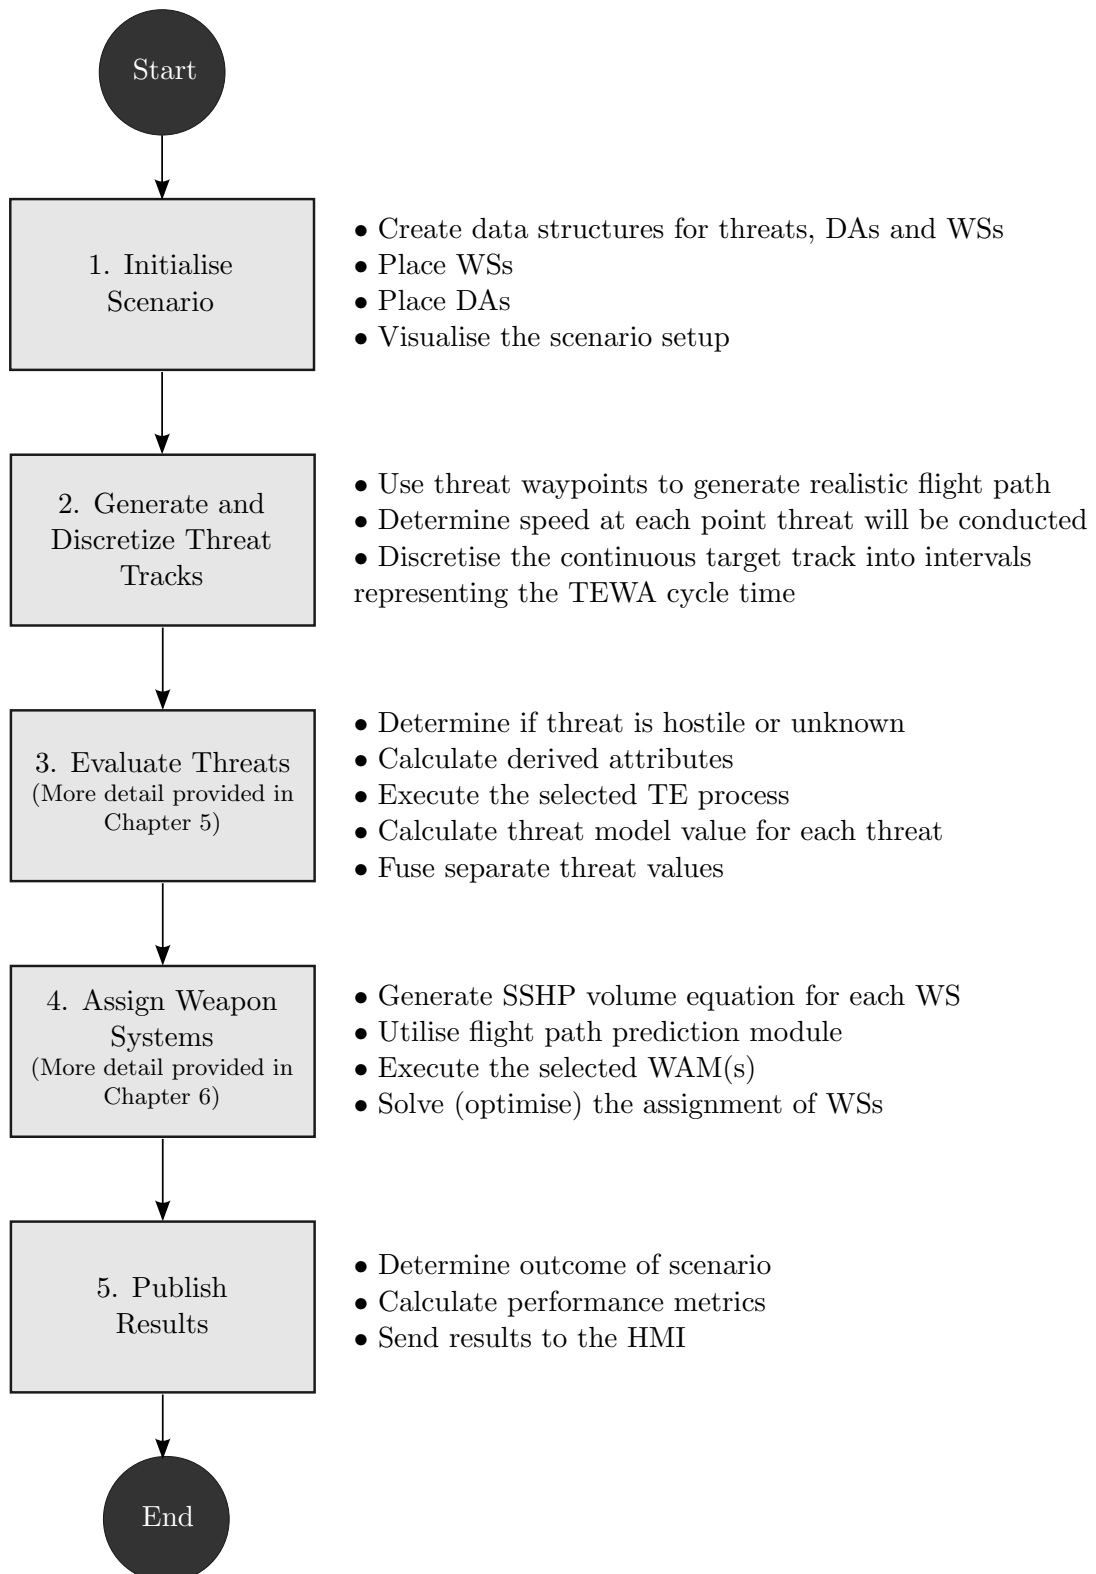 Start
1. Initialise
Scenario
• Create data structures for threats, DAs and WSs
• Place WSs
• Place DAs
• Visualise the scenario setup
2. Generate and
Discretize Threat
Tracks
• Use threat waypoints to generate realistic flight path
• Determine speed at each point threat will be conducted
• Discretise the continuous target track into intervals
representing the TEWA cycle time
3. Evaluate Threats
(More detail provided in
Chapter 5)
• Determine if threat is hostile or unknown
• Calculate derived attributes
• Execute the selected TE process
• Calculate threat model value for each threat
• Fuse separate threat values
4. Assign Weapon
Systems
(More detail provided in
Chapter 6)
• Generate SSHP volume equation for each WS
• Utilise flight path prediction module
• Execute the selected WAM(s)
• Solve (optimise) the assignment of WSs
5. Publish
Results
• Determine outcome of scenario
• Calculate performance metrics
• Send results to the HMI
End